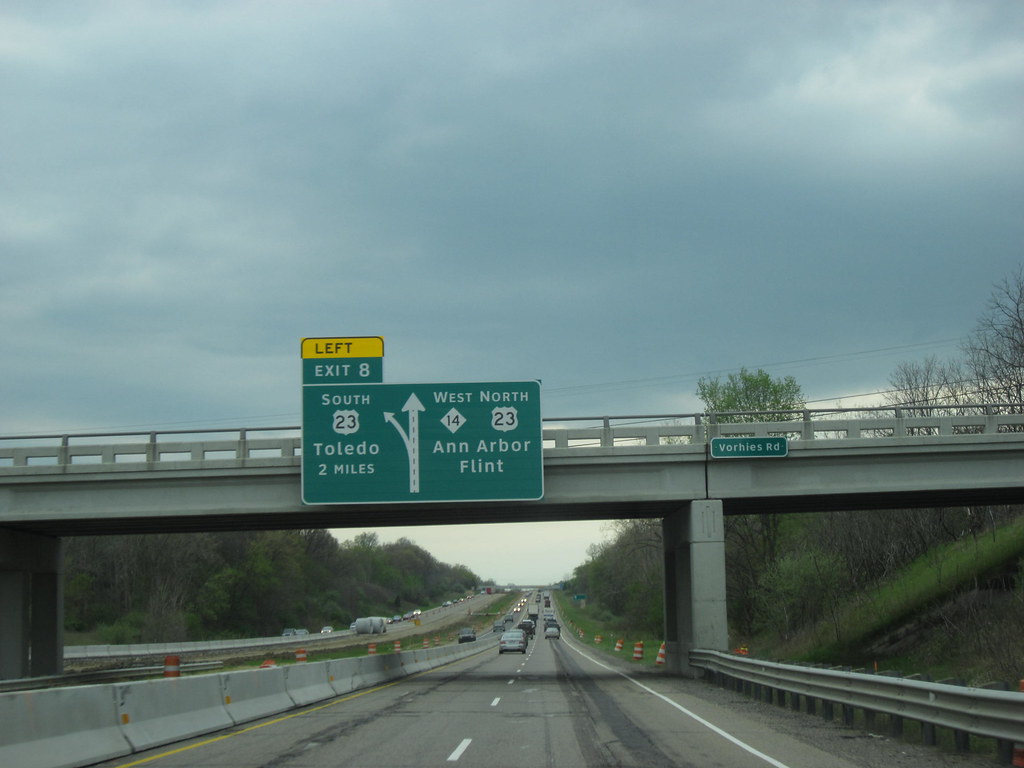 LEFT
EXIT 8
SOUTH
23
Toledo
2 MILES
WEST NORTH
14 23
Ann Arbor
Flint
Vorhies Rd